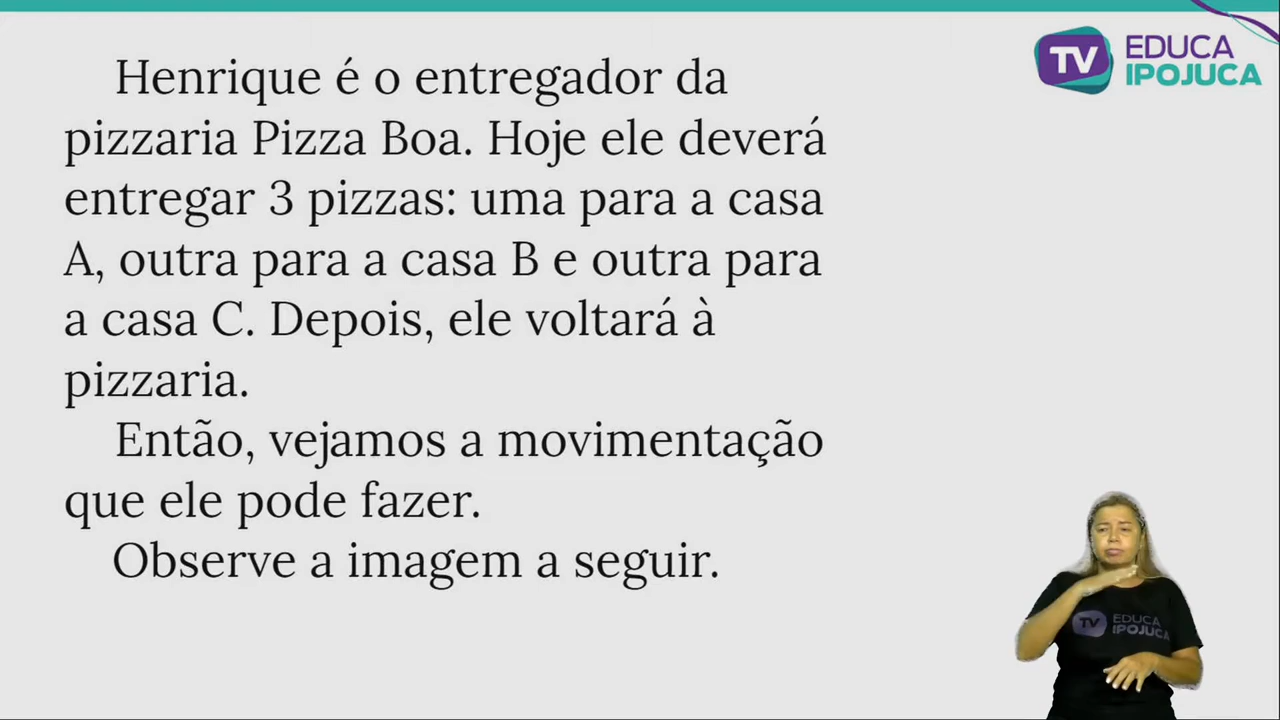 Henrique é o entregador da
pizzaria Pizza Boa. Hoje ele deverá
entregar 3 pizzas: uma para a casa
A, outra para a casa B e outra para
a casa C. Depois, ele voltará à
pizzaria.
Então, vejamos a movimentação
que ele pode fazer.
Observe a imagem a seguir.
TV EDUCA
IPOJUCA
TV EDUCA
IPOJUCA